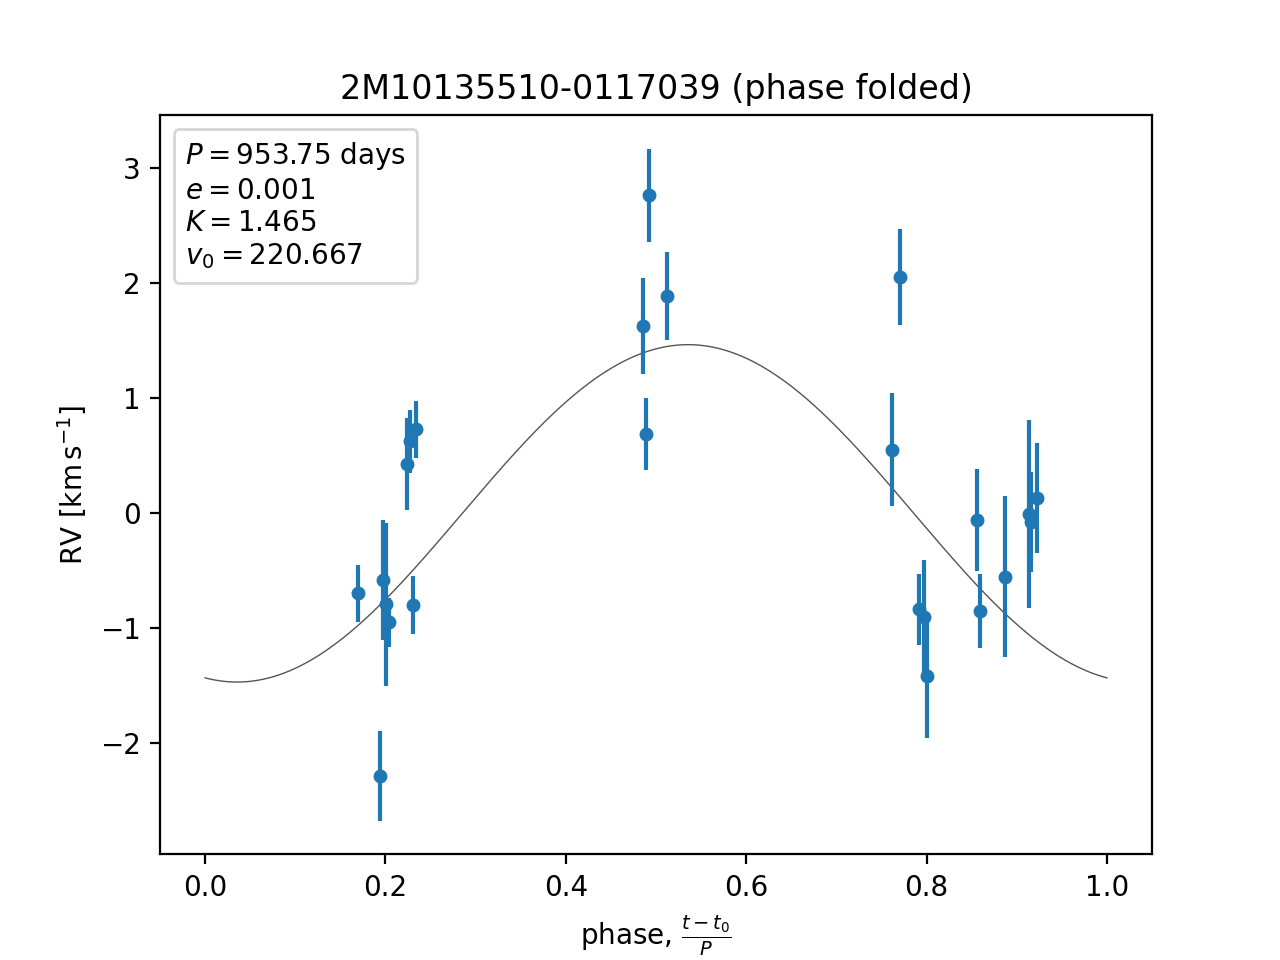 2M10135510-0117039 (phase folded)
P = 953.75 days
e = 0.001
K = 1.465
v₀ = 220.667
RV [km s⁻¹]
3
2
1
0
−1
−2
0.0 0.2 0.4 0.6 0.8 1.0
phase, (t − t₀)/P